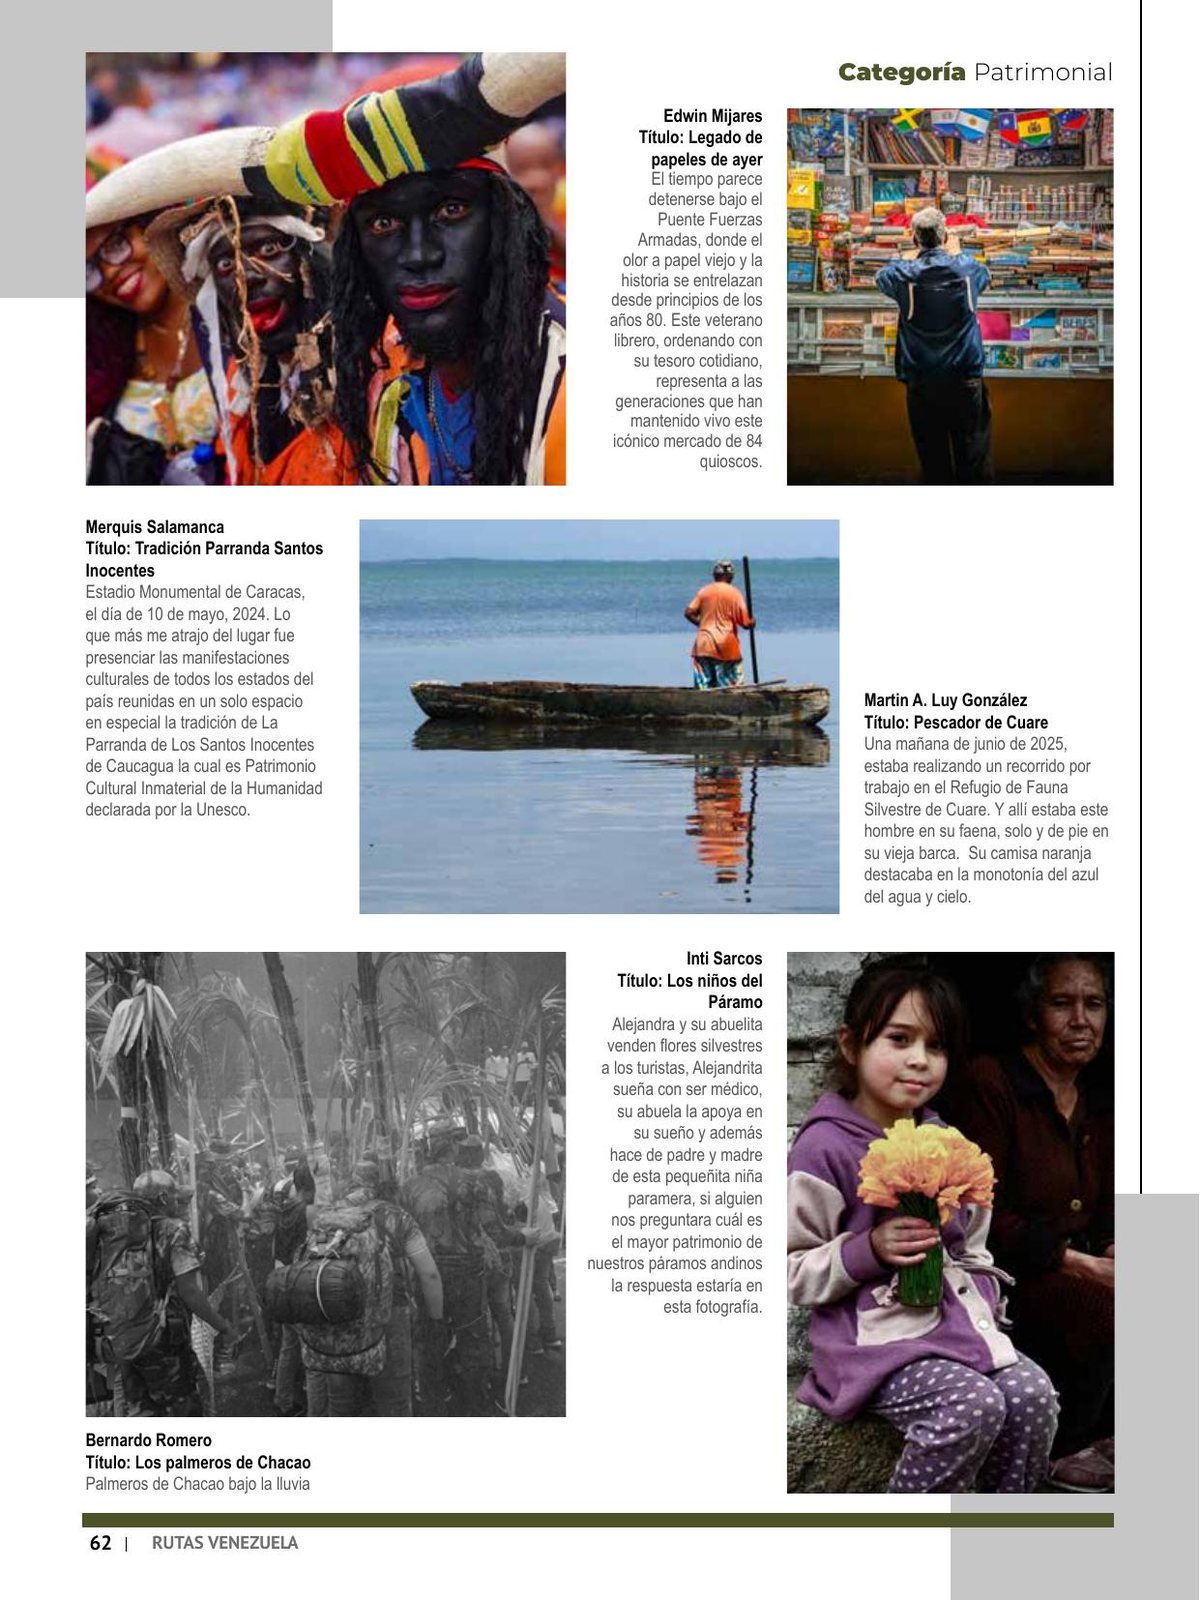 Categoría Patrimonial
Edwin Mijares
Título: Legado de
papeles de ayer
El tiempo parece
detenerse bajo el
Puente Fuerzas
Armadas, donde el
olor a papel viejo y la
historia se entrelazan
desde principios de los
años 80. Este veterano
librero, ordenando con
su tesoro cotidiano,
representa a las
generaciones que han
mantenido vivo este
icónico mercado de 84
quioscos.
BEBÉS
Merquis Salamanca
Título: Tradición Parranda Santos
Inocentes
Estadio Monumental de Caracas,
el día de 10 de mayo, 2024. Lo
que más me atrajo del lugar fue
presenciar las manifestaciones
culturales de todos los estados del
país reunidas en un solo espacio
en especial la tradición de La
Parranda de Los Santos Inocentes
de Caucagua la cual es Patrimonio
Cultural Inmaterial de la Humanidad
declarada por la Unesco.
Martin A. Luy González
Título: Pescador de Cuare
Una mañana de junio de 2025,
estaba realizando un recorrido por
trabajo en el Refugio de Fauna
Silvestre de Cuare. Y allí estaba este
hombre en su faena, solo y de pie en
su vieja barca.  Su camisa naranja
destacaba en la monotonía del azul
del agua y cielo.
Inti Sarcos
Título: Los niños del
Páramo
Alejandra y su abuelita
venden flores silvestres
a los turistas, Alejandrita
sueña con ser médico,
su abuela la apoya en
su sueño y además
hace de padre y madre
de esta pequeñita niña
paramera, si alguien
nos preguntara cuál es
el mayor patrimonio de
nuestros páramos andinos
la respuesta estaría en
esta fotografía.
Bernardo Romero
Título: Los palmeros de Chacao
Palmeros de Chacao bajo la lluvia
62 | RUTAS VENEZUELA